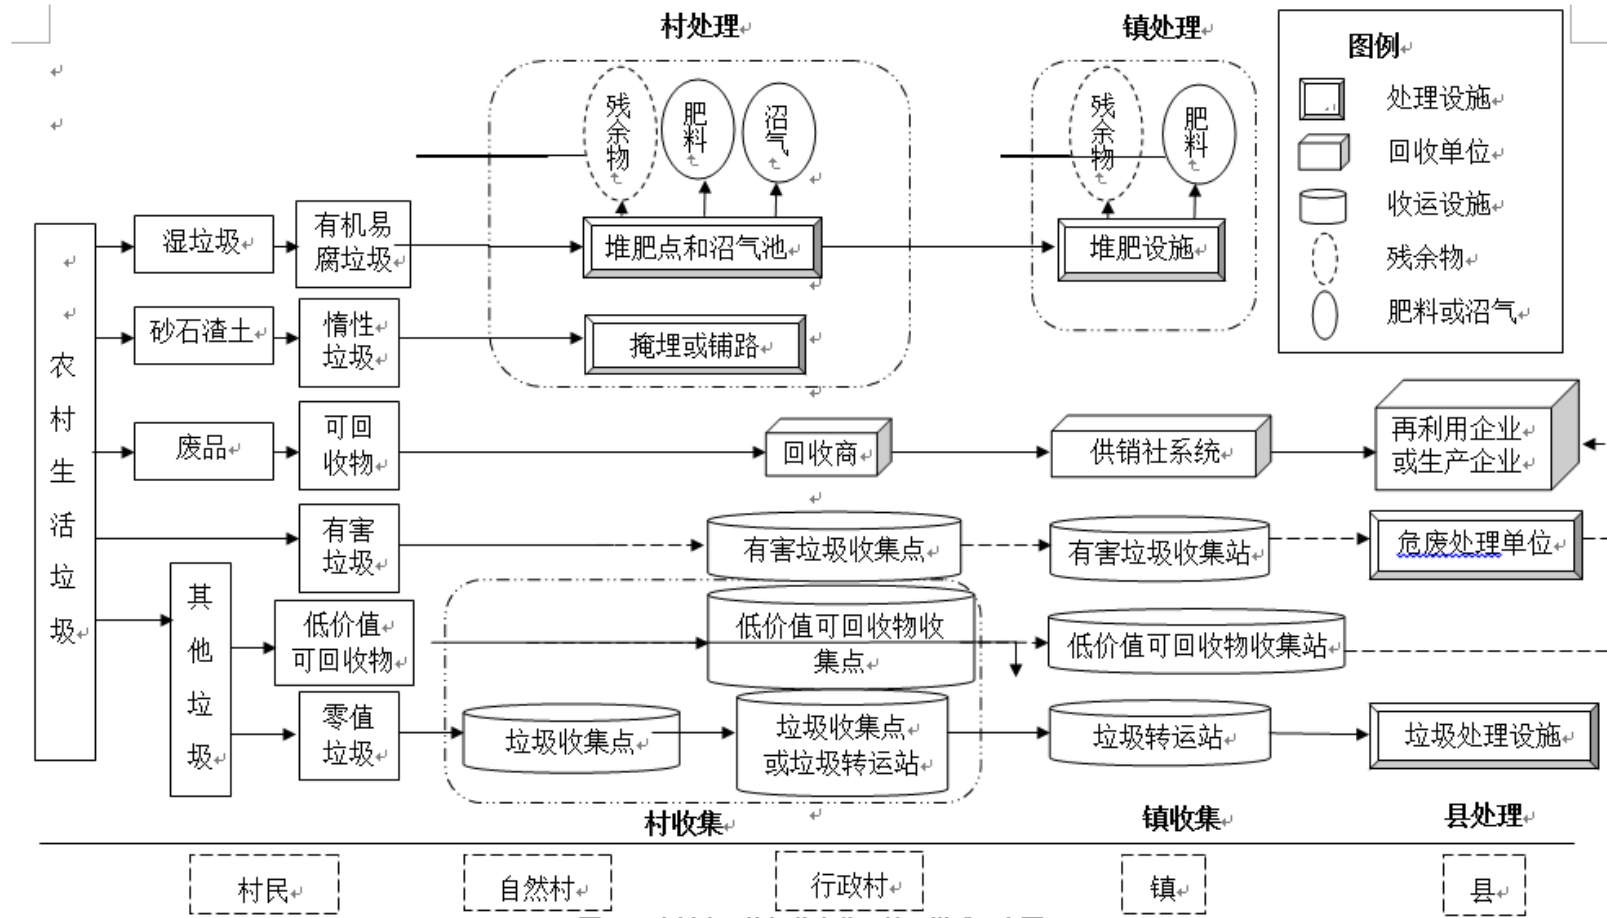 村处理
镇处理
图例
处理设施
回收单位
收运设施
残余物
肥料或沼气
残余物
肥料
沼气
残余物
肥料
农村生活垃圾
湿垃圾
有机易
腐垃圾
堆肥点和沼气池
堆肥设施
砂石渣土
惰性
垃圾
掩埋或铺路
废品
可回
收物
回收商
供销社系统
再利用企业
或生产企业
有害
垃圾
有害垃圾收集点
有害垃圾收集站
危废处理单位
其他垃圾
低价值
可回收物
低价值可回收物收
集点
低价值可回收物收集站
零值
垃圾
垃圾收集点
垃圾收集点
或垃圾转运站
垃圾转运站
垃圾处理设施
村收集
镇收集
县处理
村民
自然村
行政村
镇
县